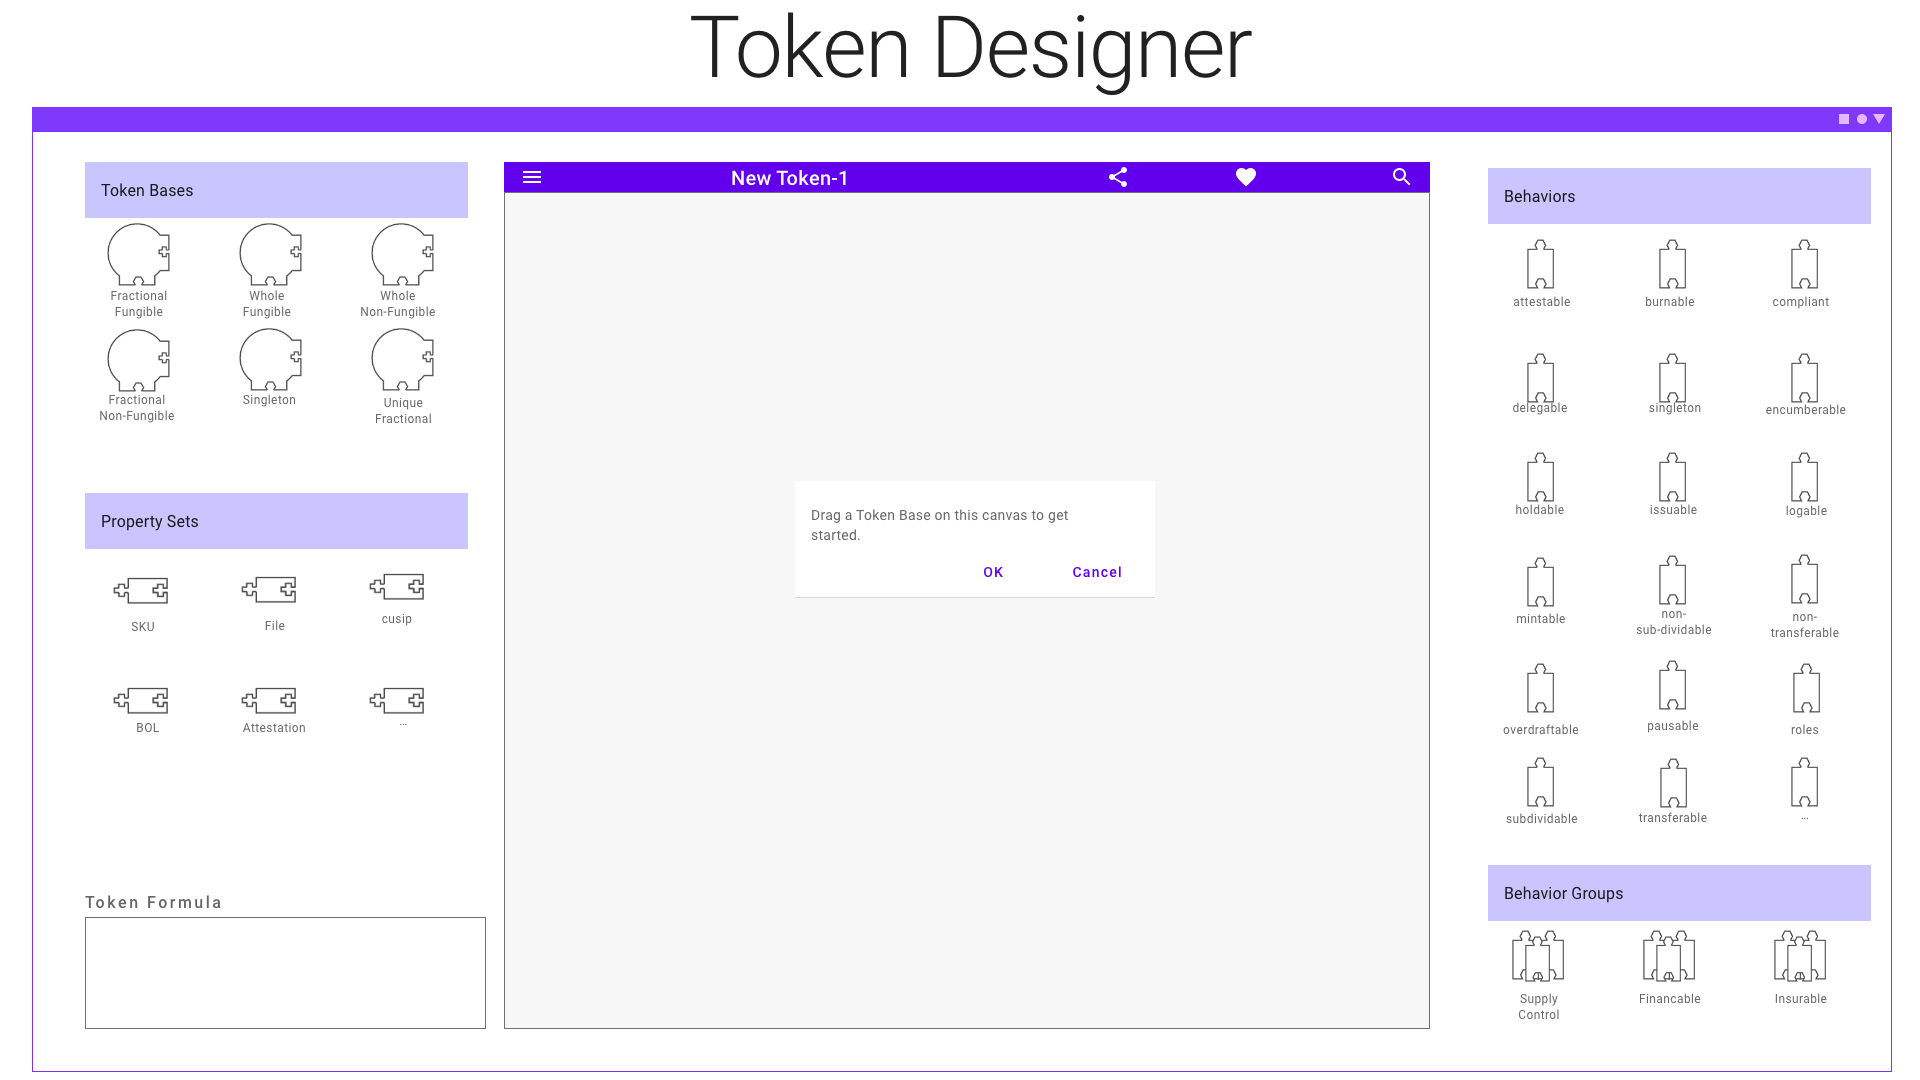 Token Designer
Token Bases
Fractional
Fungible
Whole
Fungible
Whole
Non-Fungible
Fractional
Non-Fungible
Singleton
Unique
Fractional
Property Sets
SKU
File
cusip
BOL
Attestation
...
Token Formula
New Token-1
Drag a Token Base on this canvas to get
started.
OK
Cancel
Behaviors
attestable
burnable
compliant
delegable
singleton
encumberable
holdable
issuable
logable
mintable
non-
sub-dividable
non-
transferable
overdraftable
pausable
roles
subdividable
transferable
...
Behavior Groups
Supply
Control
Financable
Insurable